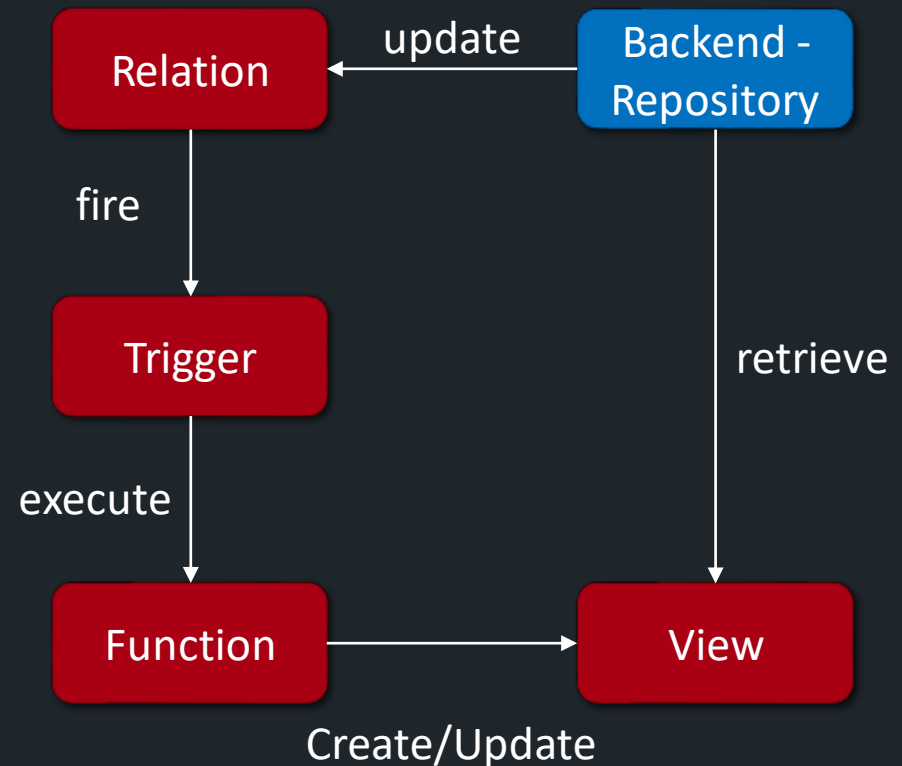 Relation
update
Backend -
Repository
fire
Trigger
retrieve
execute
Function
View
Create/Update